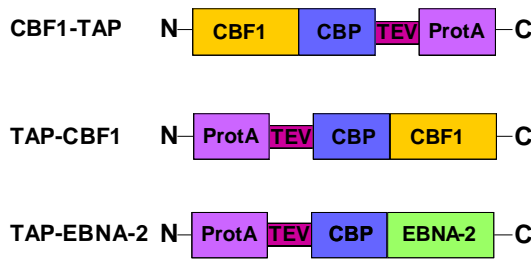 CBF1-TAP N CBF1 CBP TEV ProtA C
TAP-CBF1 N ProtA TEV CBP CBF1 C
TAP-EBNA-2 N ProtA TEV CBP EBNA-2 C